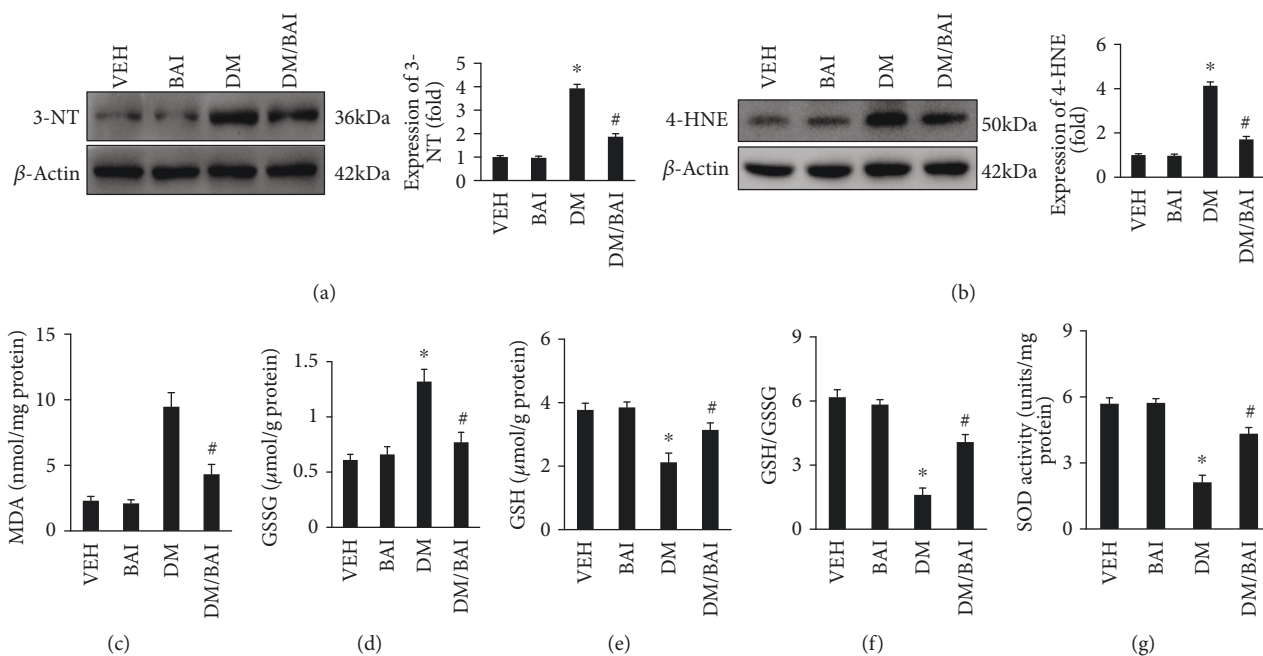 VEH
BAI
DM
DM/BAI
3-NT
36kDa
β-Actin
42kDa
Expression of 3-
NT (fold)
5
4
3
2
1
0
*
#
VEH
BAI
DM
DM/BAI
(a)
VEH
BAI
DM
DM/BAI
4-HNE
50kDa
β-Actin
42kDa
Expression of 4-HNE
(fold)
6
4
2
0
*
#
VEH
BAI
DM
DM/BAI
(b)
MDA (nmol/mg protein)
15
10
5
0
#
VEH
BAI
DM
DM/BAI
(c)
GSSG (μmol/g protein)
1.5
1
0.5
0
*
#
VEH
BAI
DM
DM/BAI
(d)
GSH (μmol/g protein)
6
4
2
0
*
#
VEH
BAI
DM
DM/BAI
(e)
GSH/GSSG
9
6
3
0
*
#
VEH
BAI
DM
DM/BAI
(f)
SOD activity (units/mg
protein)
9
6
3
0
*
#
VEH
BAI
DM
DM/BAI
(g)